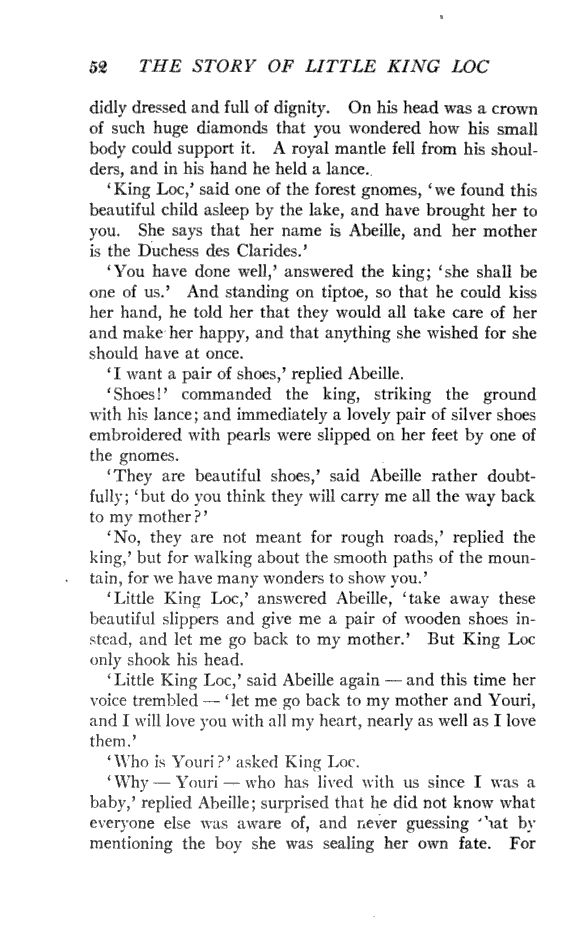 52 THE STORY OF LITTLE KING LOC
didly dressed and full of dignity. On his head was a crown
of such huge diamonds that you wondered how his small
body could support it. A royal mantle fell from his shoul-
ders, and in his hand he held a lance.
'King Loc,' said one of the forest gnomes, 'we found this
beautiful child asleep by the lake, and have brought her to
you. She says that her name is Abeille, and her mother
is the Duchess des Clarides.'
'You have done well,' answered the king; 'she shall be
one of us.' And standing on tiptoe, so that he could kiss
her hand, he told her that they would all take care of her
and make her happy, and that anything she wished for she
should have at once.
'I want a pair of shoes,' replied Abeille.
'Shoes!' commanded the king, striking the ground
with his lance; and immediately a lovely pair of silver shoes
embroidered with pearls were slipped on her feet by one of
the gnomes.
'They are beautiful shoes,' said Abeille rather doubt-
fully; 'but do you think they will carry me all the way back
to my mother?'
'No, they are not meant for rough roads,' replied the
king,' but for walking about the smooth paths of the moun-
tain, for we have many wonders to show you.'
'Little King Loc,' answered Abeille, 'take away these
beautiful slippers and give me a pair of wooden shoes in-
stead, and let me go back to my mother.' But King Loc
only shook his head.
'Little King Loc,' said Abeille again — and this time her
voice trembled — 'let me go back to my mother and Youri,
and I will love you with all my heart, nearly as well as I love
them.'
'Who is Youri?' asked King Loc.
'Why — Youri — who has lived with us since I was a
baby,' replied Abeille; surprised that he did not know what
everyone else was aware of, and never guessing that by
mentioning the boy she was sealing her own fate. For